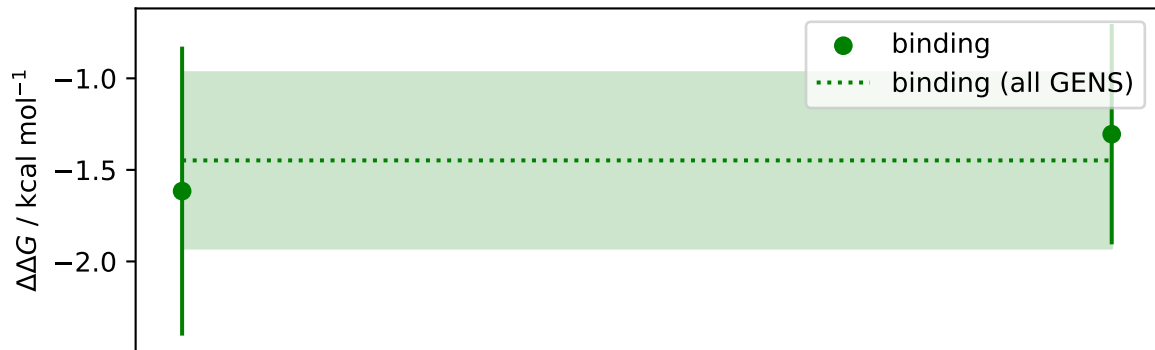 binding
binding (all GENS)
−1.0
−1.5
−2.0
ΔΔG / kcal mol⁻¹